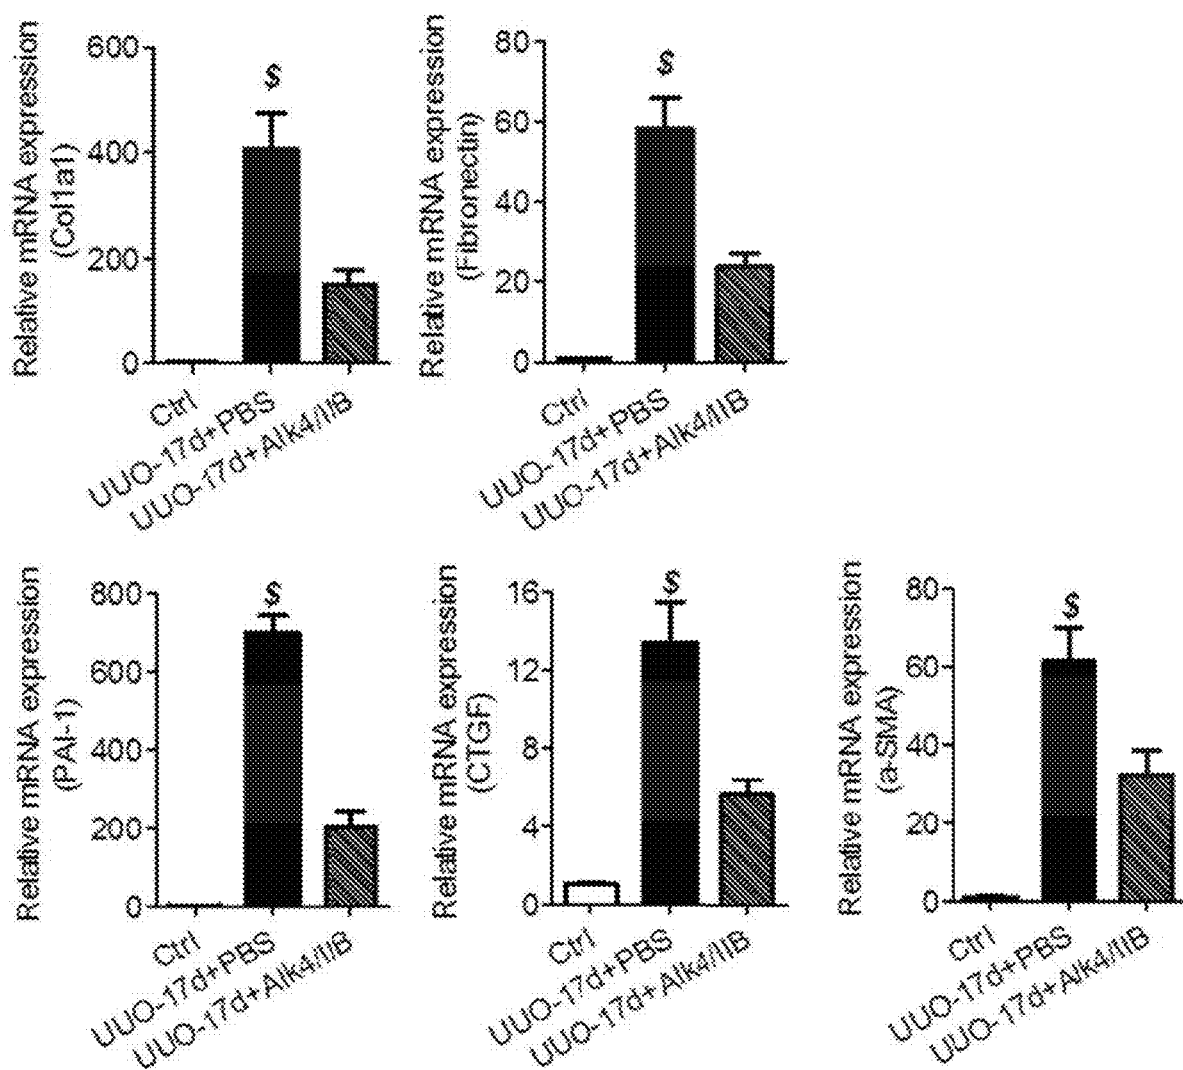 Relative mRNA expression
(Col1a1)
600
400
200
0
$
Ctrl
UUO-17d+PBS
UUO-17d+Alk4/IIB
Relative mRNA expression
(Fibronectin)
80
60
40
20
0
$
Ctrl
UUO-17d+PBS
UUO-17d+Alk4/IIB
Relative mRNA expression
(PAI-1)
800
600
400
200
0
$
Ctrl
UUO-17d+PBS
UUO-17d+Alk4/IIB
Relative mRNA expression
(CTGF)
16
12
8
4
0
$
Ctrl
UUO-17d+PBS
UUO-17d+Alk4/IIB
Relative mRNA expression
(a-SMA)
80
60
40
20
0
$
Ctrl
UUO-17d+PBS
UUO-17d+Alk4/IIB